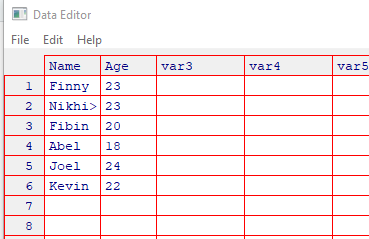 Data Editor
File Edit Help
Name Age var3 var4 var5
1 Finny 23
2 Nikhi> 23
3 Fibin 20
4 Abel 18
5 Joel 24
6 Kevin 22
7
8